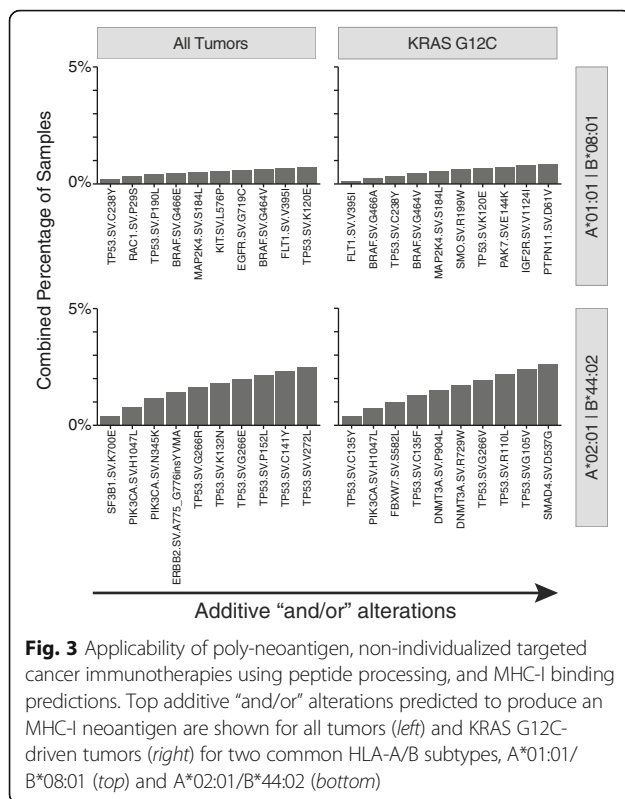 All Tumors
KRAS G12C
Combined Percentage of Samples
5%
0%
TP53.SV.C238Y
RAC1.SV.P29S
TP53.SV.P190L
BRAF.SV.G466E
MAP2K4.SV.S184L
KIT.SV.L576P
EGFR.SV.G719C
BRAF.SV.G464V
FLT1.SV.V395I
TP53.SV.K120E
FLT1.SV.V395I
BRAF.SV.G466A
TP53.SV.C238Y
BRAF.SV.G464V
MAP2K4.SV.S184L
SMO.SV.R199W
TP53.SV.K120E
PAK7.SV.E144K
IGF2R.SV.V1124I
PTPN11.SV.D61V
A*01:01 | B*08:01
5%
0%
SF3B1.SV.K700E
PIK3CA.SV.H1047L
PIK3CA.SV.N345K
ERBB2.SV.A775_G776insYVMA
TP53.SV.G266R
TP53.SV.K132N
TP53.SV.G266E
TP53.SV.P152L
TP53.SV.C141Y
TP53.SV.V272L
TP53.SV.C135Y
PIK3CA.SV.H1047L
FBXW7.SV.S582L
TP53.SV.C135F
DNMT3A.SV.P904L
DNMT3A.SV.R729W
TP53.SV.G266V
TP53.SV.R110L
TP53.SV.G105V
SMAD4.SV.D537G
A*02:01 | B*44:02
Additive "and/or" alterations
Fig. 3 Applicability of poly-neoantigen, non-individualized targeted
cancer immunotherapies using peptide processing, and MHC-I binding
predictions. Top additive "and/or" alterations predicted to produce an
MHC-I neoantigen are shown for all tumors (left) and KRAS G12C-
driven tumors (right) for two common HLA-A/B subtypes, A*01:01/
B*08:01 (top) and A*02:01/B*44:02 (bottom)